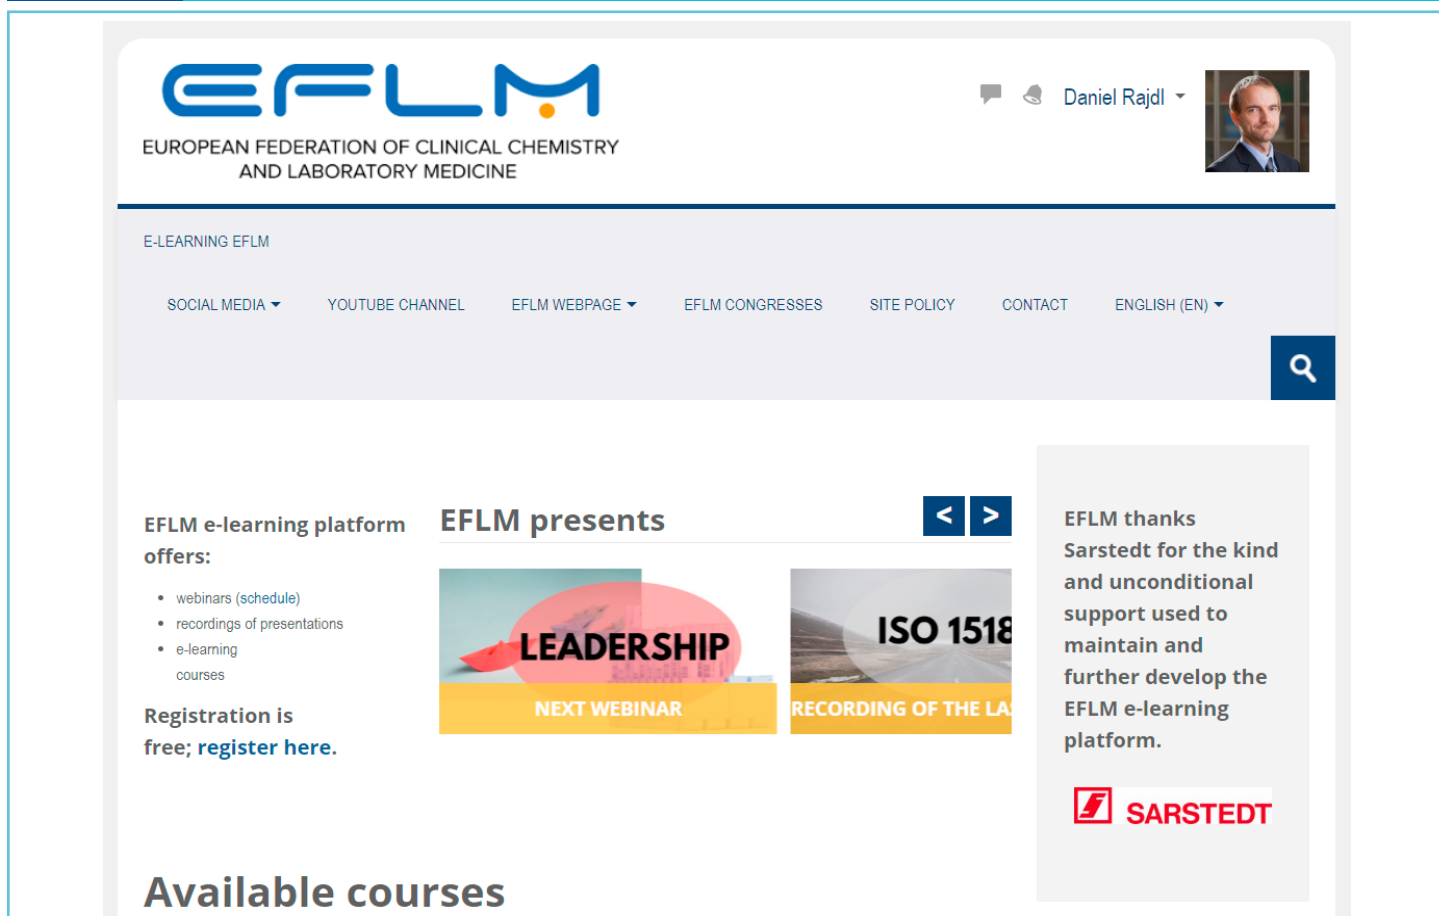 EFLM
EUROPEAN FEDERATION OF CLINICAL CHEMISTRY
AND LABORATORY MEDICINE
Daniel Rajdl
E-LEARNING EFLM
SOCIAL MEDIA YOUTUBE CHANNEL EFLM WEBPAGE EFLM CONGRESSES SITE POLICY CONTACT ENGLISH (EN)
EFLM e-learning platform
offers:
• webinars (schedule)
• recordings of presentations
• e-learning
courses
Registration is
free; register here.
EFLM presents
< >
LEADERSHIP
NEXT WEBINAR
ISO 1518
RECORDING OF THE LA
EFLM thanks
Sarstedt for the kind
and unconditional
support used to
maintain and
further develop the
EFLM e-learning
platform.
SARSTEDT
Available courses